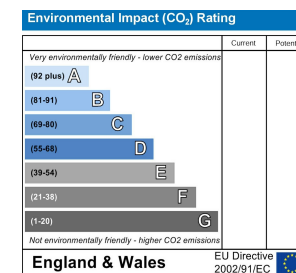 Environmental Impact (CO₂) Rating
Current Potent
Very environmentally friendly - lower CO2 emissions
(92 plus) A
(81-91) B
(69-80) C
(55-68) D
(39-54) E
(21-38) F
(1-20) G
Not environmentally friendly - higher CO2 emissions
England & Wales
EU Directive
2002/91/EC